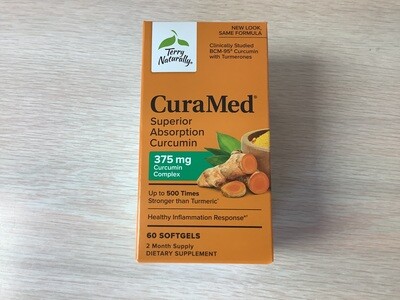 Terry
Naturally®
NEW LOOK,
SAME FORMULA
Clinically Studied
BCM-95® Curcumin
with Turmerones
CuraMed®
Superior
Absorption
Curcumin
375 mg
Curcumin
Complex
Up to 500 Times
Stronger than Turmeric*
Healthy Inflammation Response*^
60 SOFTGELS
2 Month Supply
DIETARY SUPPLEMENT